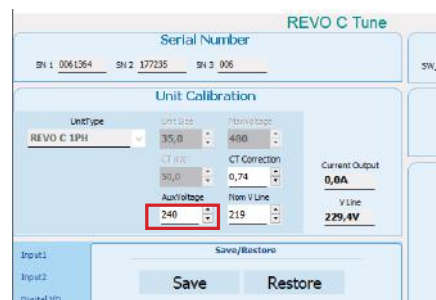 REVO C Tune
Serial Number
SN 1 0061364 SN 2 177235 SN 3 006
SW_
Unit Calibration
UnitType Unit Size MaxVoltage
REVO C 1PH 35,0 480
CT Size CT Correction Current Output
50,0 0,74 0,0A
AuxVoltage Nom V Line V Line
240 219 229,4V
Input1 Save/Restore
Input2 Save Restore
Digital I/O